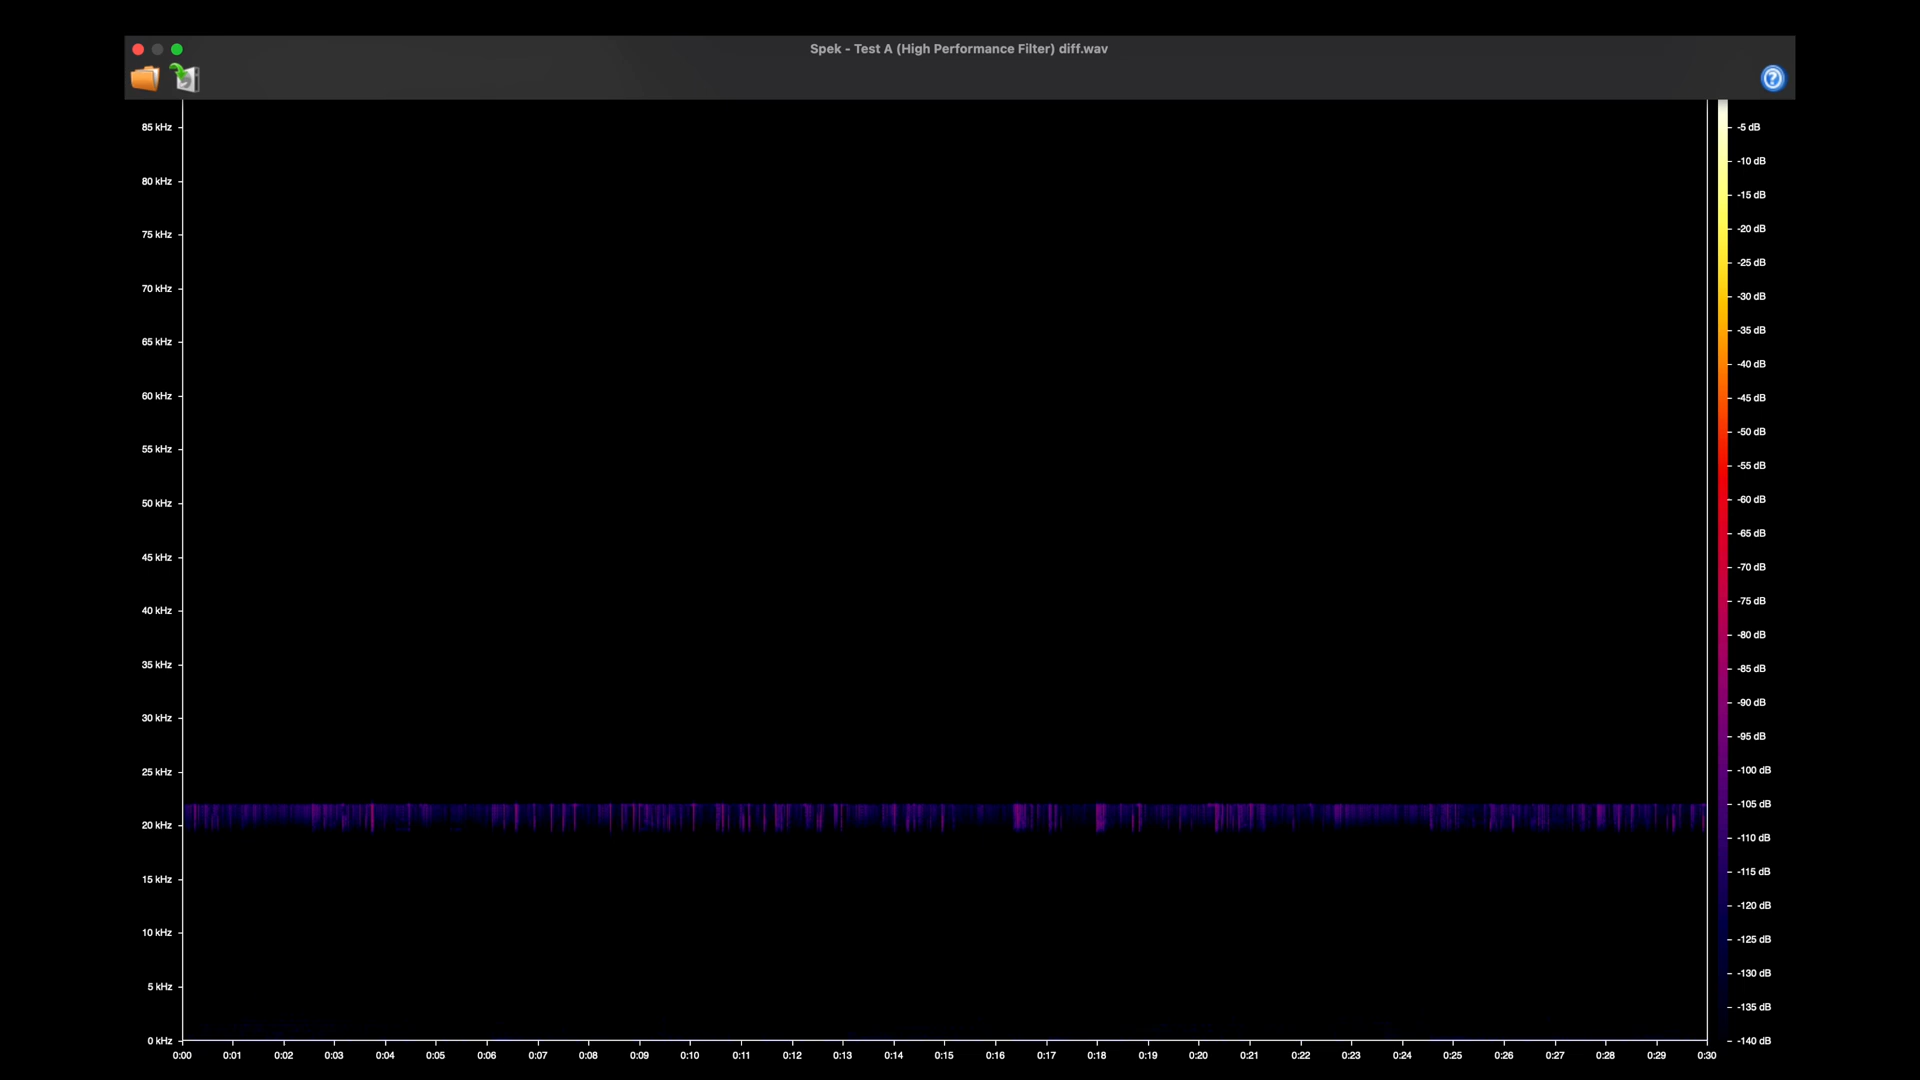 Spek - Test A (High Performance Filter) diff.wav
85 kHz
80 kHz
75 kHz
70 kHz
65 kHz
60 kHz
55 kHz
50 kHz
45 kHz
40 kHz
35 kHz
30 kHz
25 kHz
20 kHz
15 kHz
10 kHz
5 kHz
0 kHz
-5 dB
-10 dB
-15 dB
-20 dB
-25 dB
-30 dB
-35 dB
-40 dB
-45 dB
-50 dB
-55 dB
-60 dB
-65 dB
-70 dB
-75 dB
-80 dB
-85 dB
-90 dB
-95 dB
-100 dB
-105 dB
-110 dB
-115 dB
-120 dB
-125 dB
-130 dB
-135 dB
-140 dB
0:00 0:01 0:02 0:03 0:04 0:05 0:06 0:07 0:08 0:09 0:10 0:11 0:12 0:13 0:14 0:15 0:16 0:17 0:18 0:19 0:20 0:21 0:22 0:23 0:24 0:25 0:26 0:27 0:28 0:29 0:30